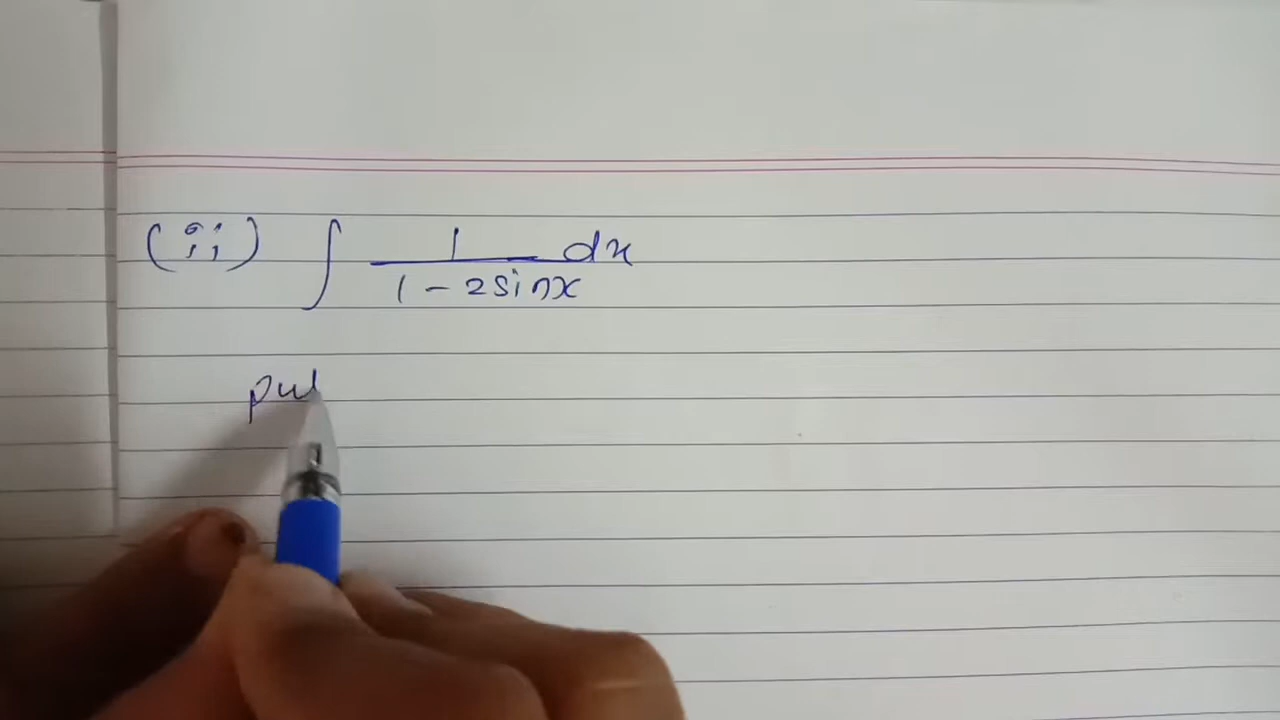 (ii) ∫ 1/(1 - 2sinx) dx
put